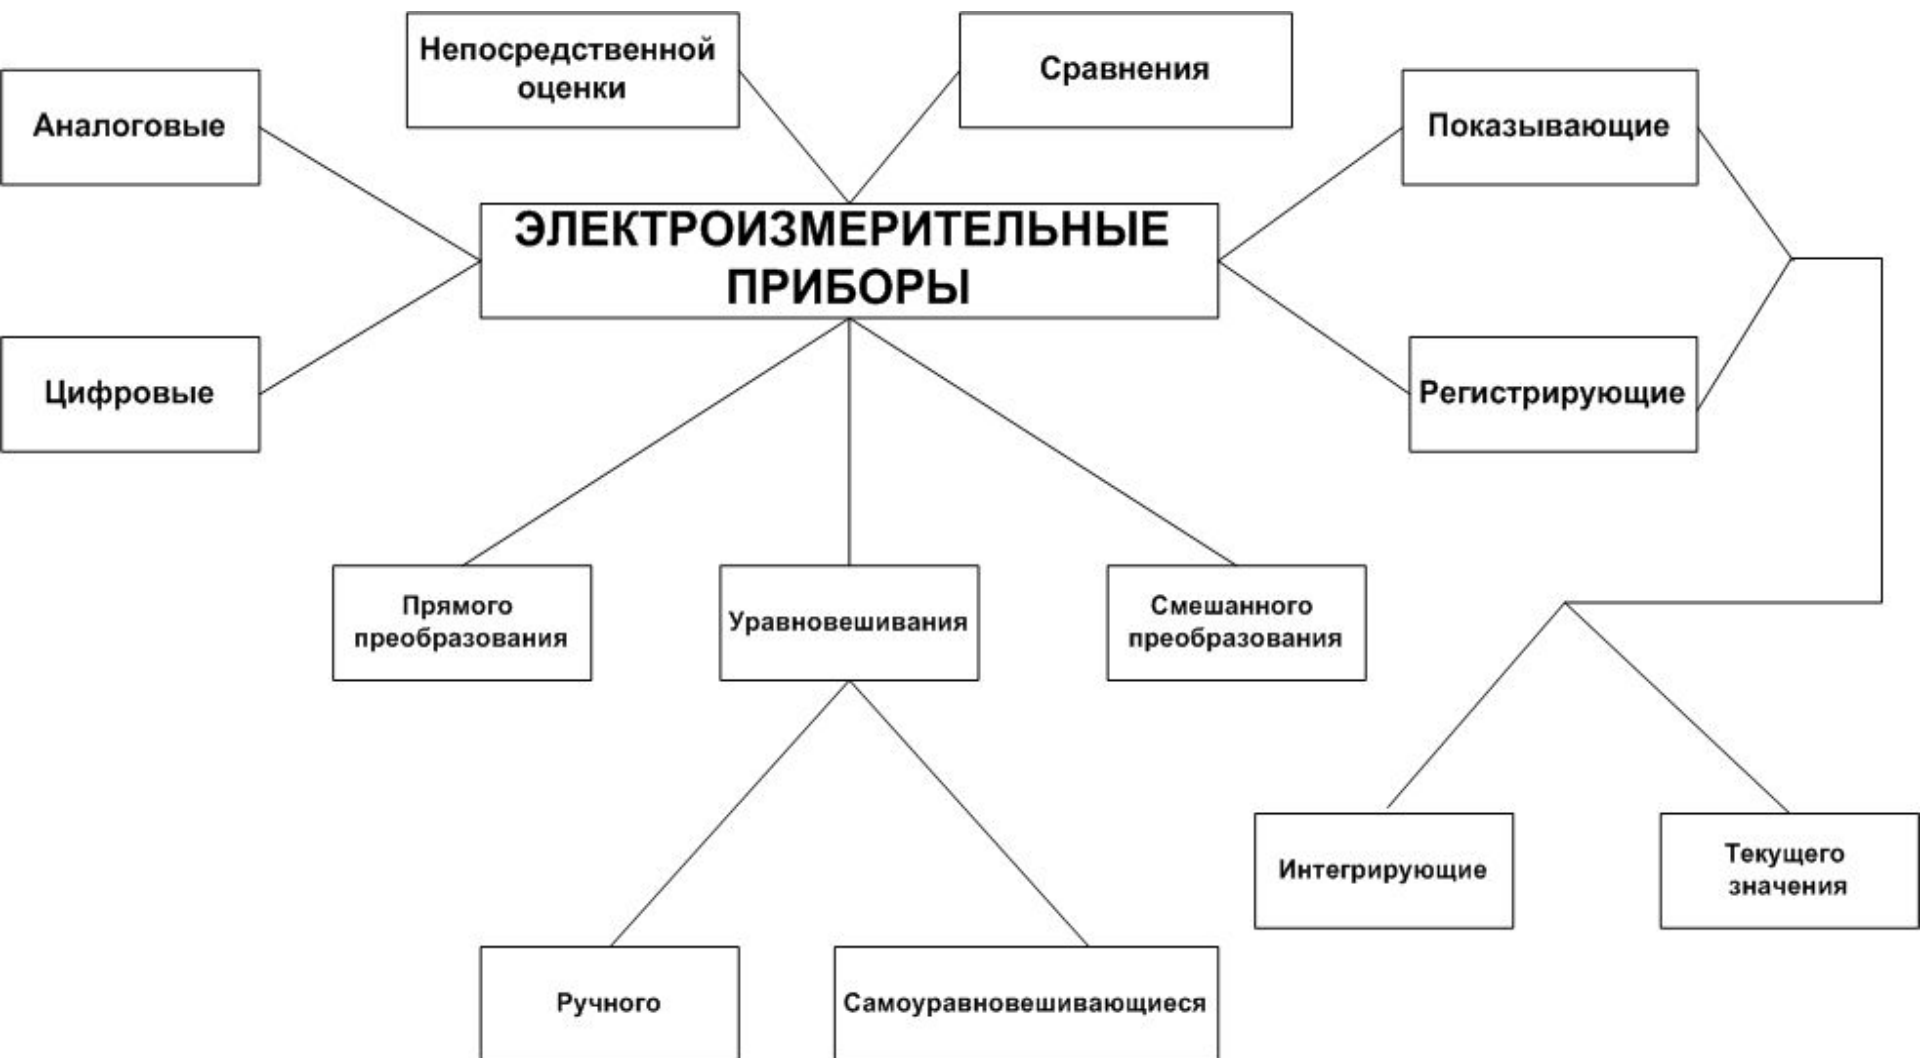 Непосредственной
оценки
Сравнения
Аналоговые
Показывающие
ЭЛЕКТРОИЗМЕРИТЕЛЬНЫЕ
ПРИБОРЫ
Цифровые
Регистрирующие
Прямого
преобразования
Уравновешивания
Смешанного
преобразования
Интегрирующие
Текущего
значения
Ручного
Самоуравновешивающиеся